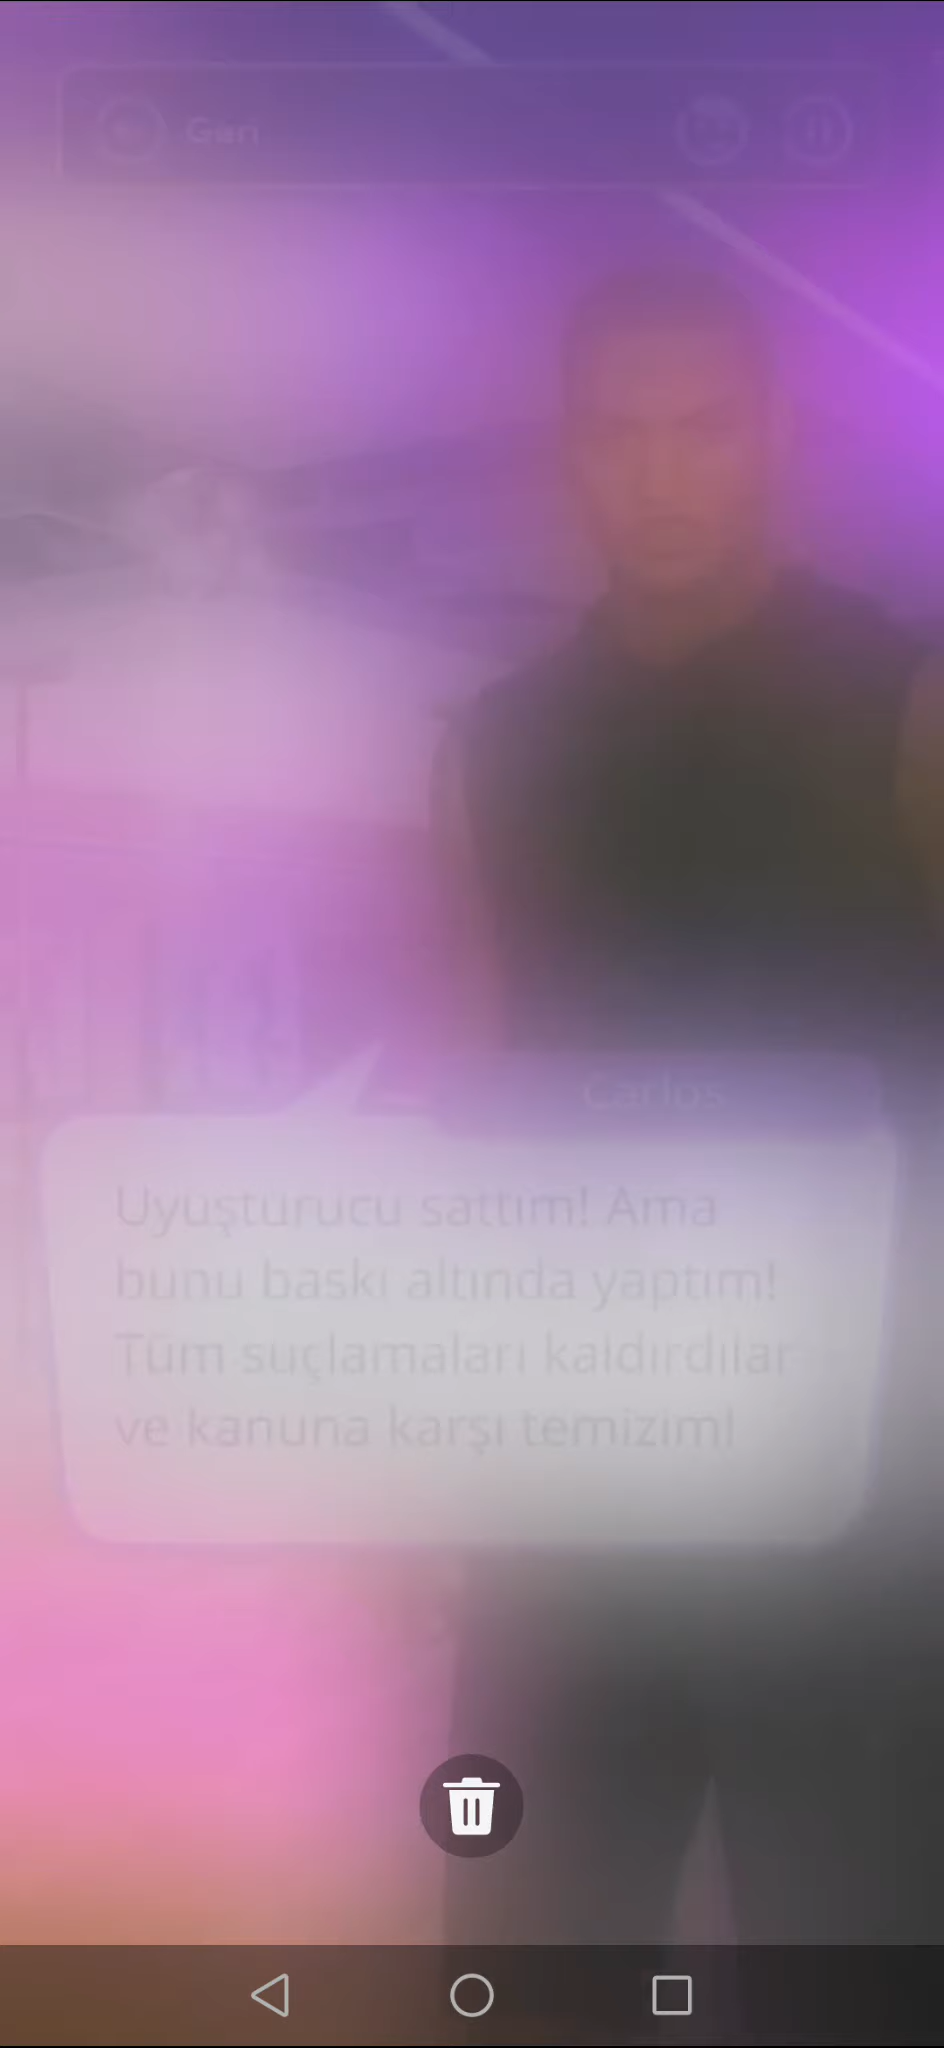 Geri
Carlos
Uyuşturucu sattım! Ama
bunu baskı altında yaptım!
Tüm suçlamaları kaldırdılar
ve kanuna karşı temizim!